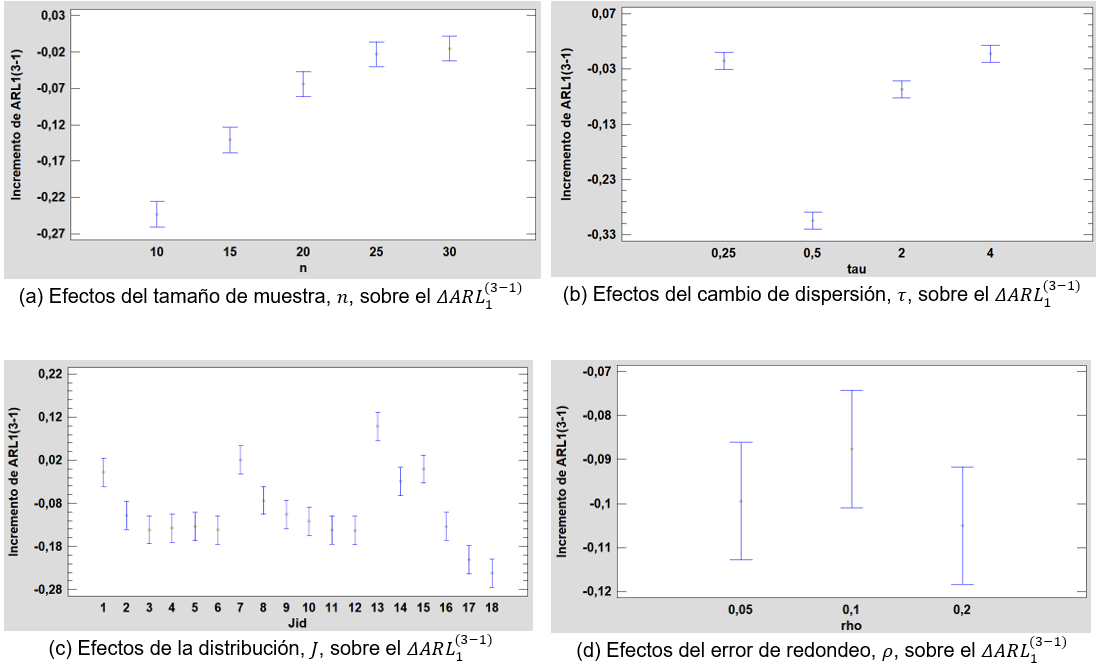 0,03
-0,02
-0,07
-0,12
-0,17
-0,22
-0,27
Incremento de ARL1(3-1)
10 15 20 25 30
n
(a) Efectos del tamaño de muestra, n, sobre el ΔARL₁⁽³⁻¹⁾
0,07
-0,03
-0,13
-0,23
-0,33
Incremento de ARL1(3-1)
0,25 0,5 2 4
tau
(b) Efectos del cambio de dispersión, τ, sobre el ΔARL₁⁽³⁻¹⁾
0,22
0,12
0,02
-0,08
-0,18
-0,28
Incremento de ARL1(3-1)
1 2 3 4 5 6 7 8 9 10 11 12 13 14 15 16 17 18
Jid
(c) Efectos de la distribución, J, sobre el ΔARL₁⁽³⁻¹⁾
-0,07
-0,08
-0,09
-0,1
-0,11
-0,12
Incremento de ARL1(3-1)
0,05 0,1 0,2
rho
(d) Efectos del error de redondeo, ρ, sobre el ΔARL₁⁽³⁻¹⁾